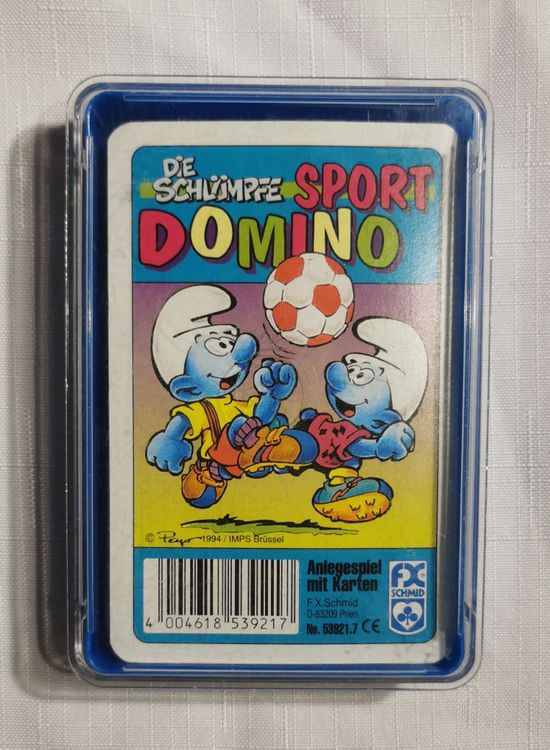 DiE
SCHLÜMPFE SPORT
DOMINO
© Peyo 1994 / IMPS Brüssel
Anlegespiel
mit Karten
F.X.Schmid
D-83209 Prien
No. 53921.7 CE
FX
SCHMID
4 004618 539217